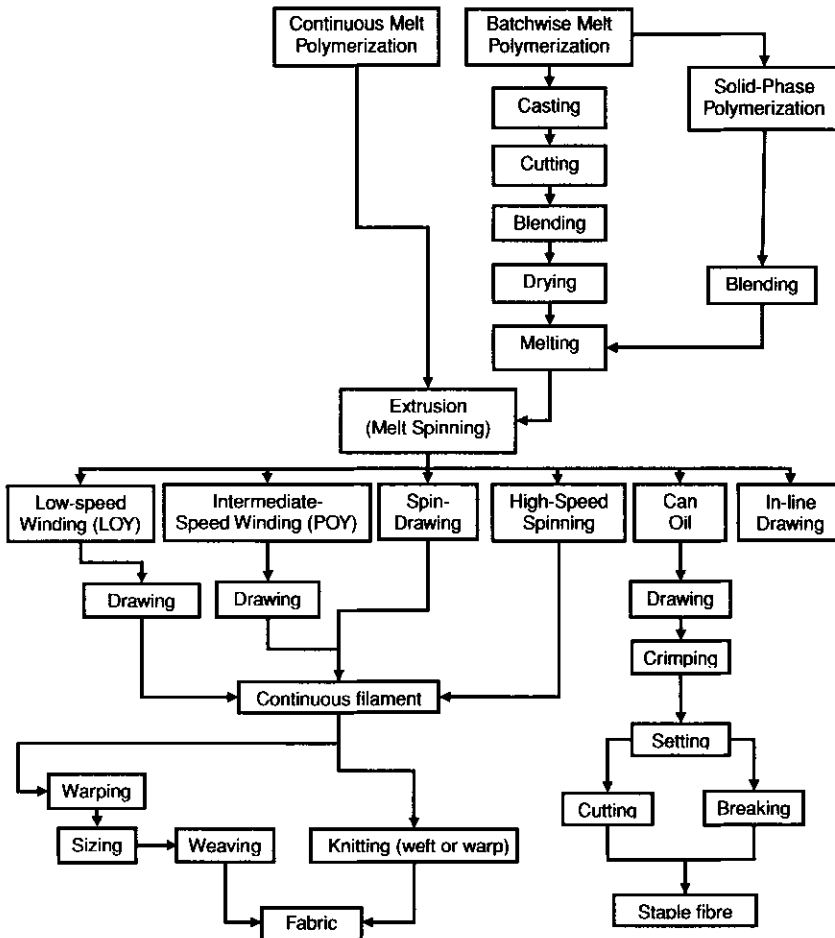 Continuous Melt
Polymerization
Batchwise Melt
Polymerization
Solid-Phase
Polymerization
Casting
Cutting
Blending
Drying
Blending
Melting
Extrusion
(Melt Spinning)
Low-speed
Winding (LOY)
Intermediate-
Speed Winding (POY)
Spin-
Drawing
High-Speed
Spinning
Can
Oil
In-line
Drawing
Drawing
Drawing
Drawing
Crimping
Continuous filament
Setting
Warping
Cutting
Breaking
Sizing
Weaving
Knitting (weft or warp)
Fabric
Staple fibre